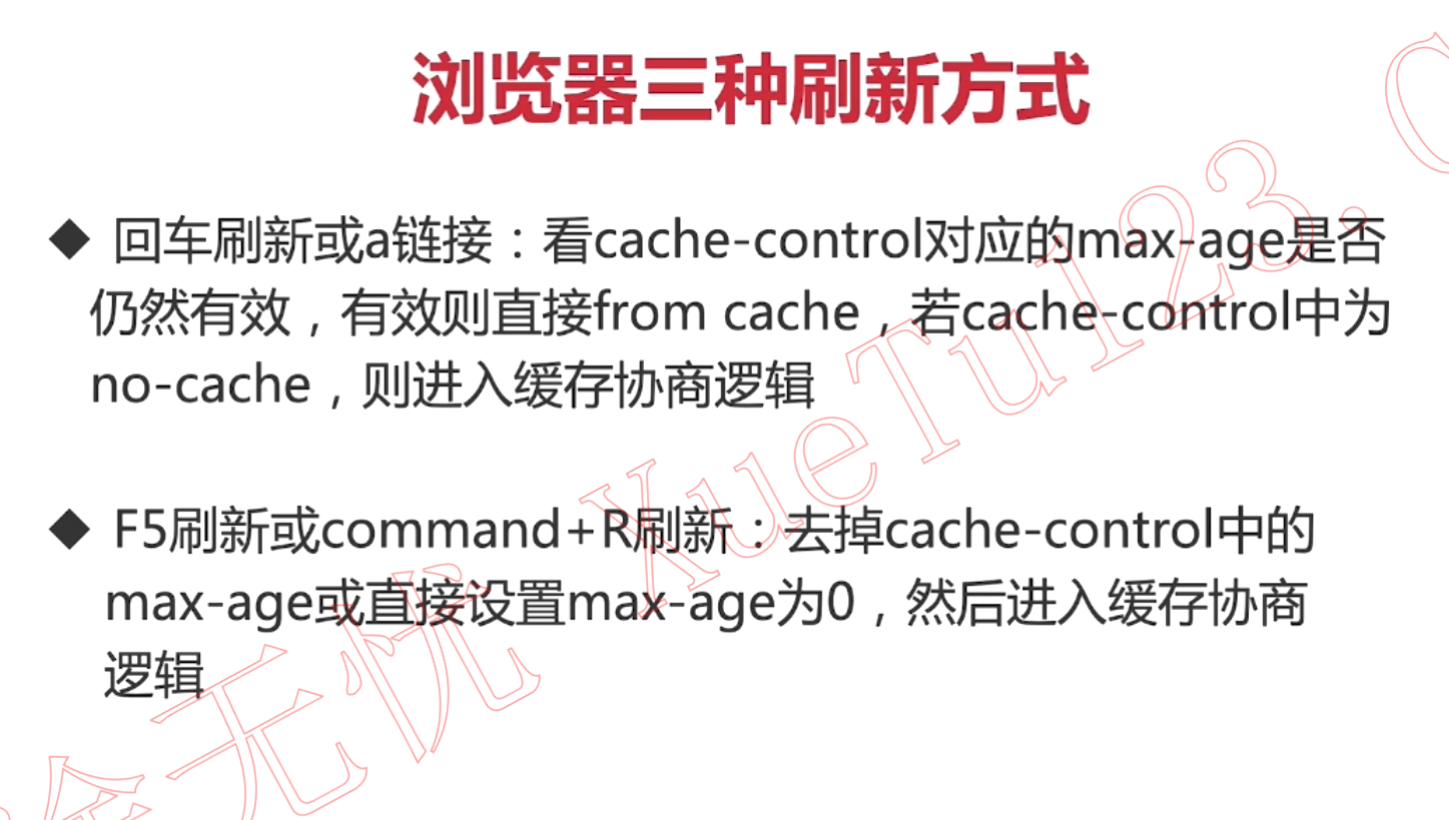 浏览器三种刷新方式
◆ 回车刷新或a链接：看cache-control对应的max-age是否
仍然有效，有效则直接from cache，若cache-control中为
no-cache，则进入缓存协商逻辑
◆ F5刷新或command+R刷新：去掉cache-control中的
max-age或直接设置max-age为0，然后进入缓存协商
逻辑
无忧 XueTu123.C